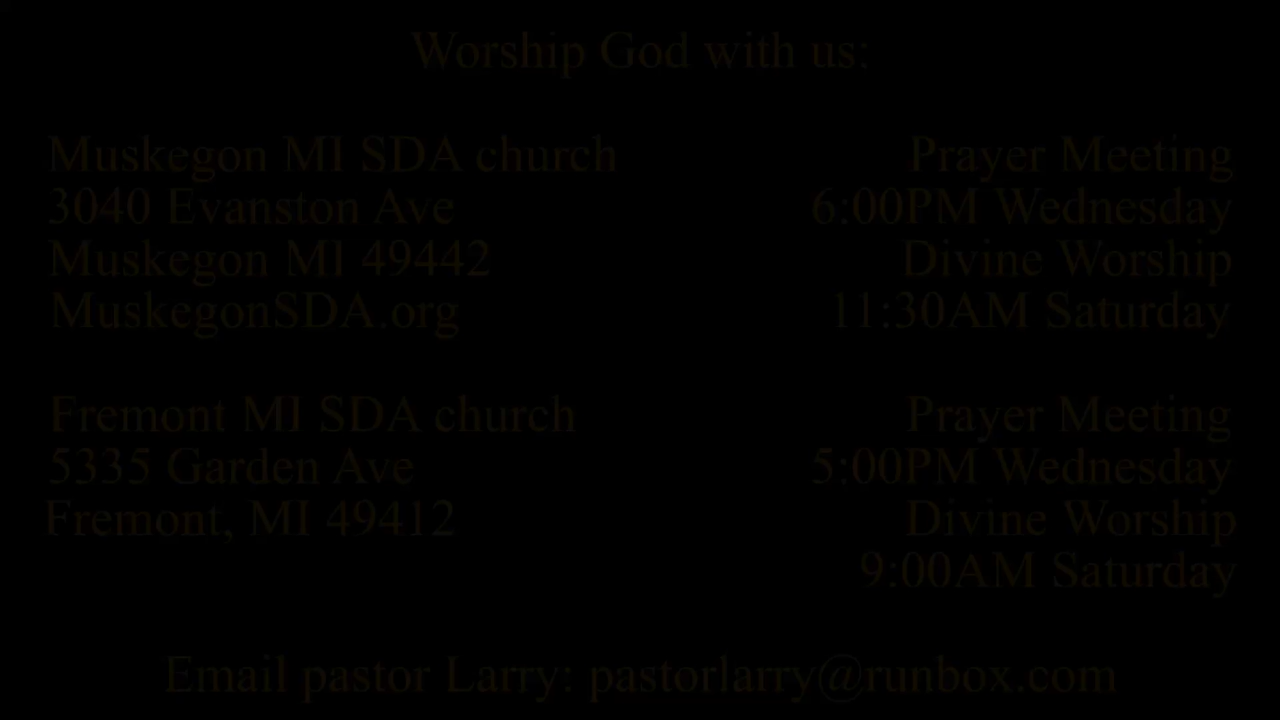 Worship God with us:
Muskegon MI SDA church
3040 Evanston Ave
Muskegon MI 49442
MuskegonSDA.org
Prayer Meeting
6:00PM Wednesday
Divine Worship
11:30AM Saturday
Fremont MI SDA church
5335 Garden Ave
Fremont, MI 49412
Prayer Meeting
5:00PM Wednesday
Divine Worship
9:00AM Saturday
Email pastor Larry: pastorlarry@runbox.com